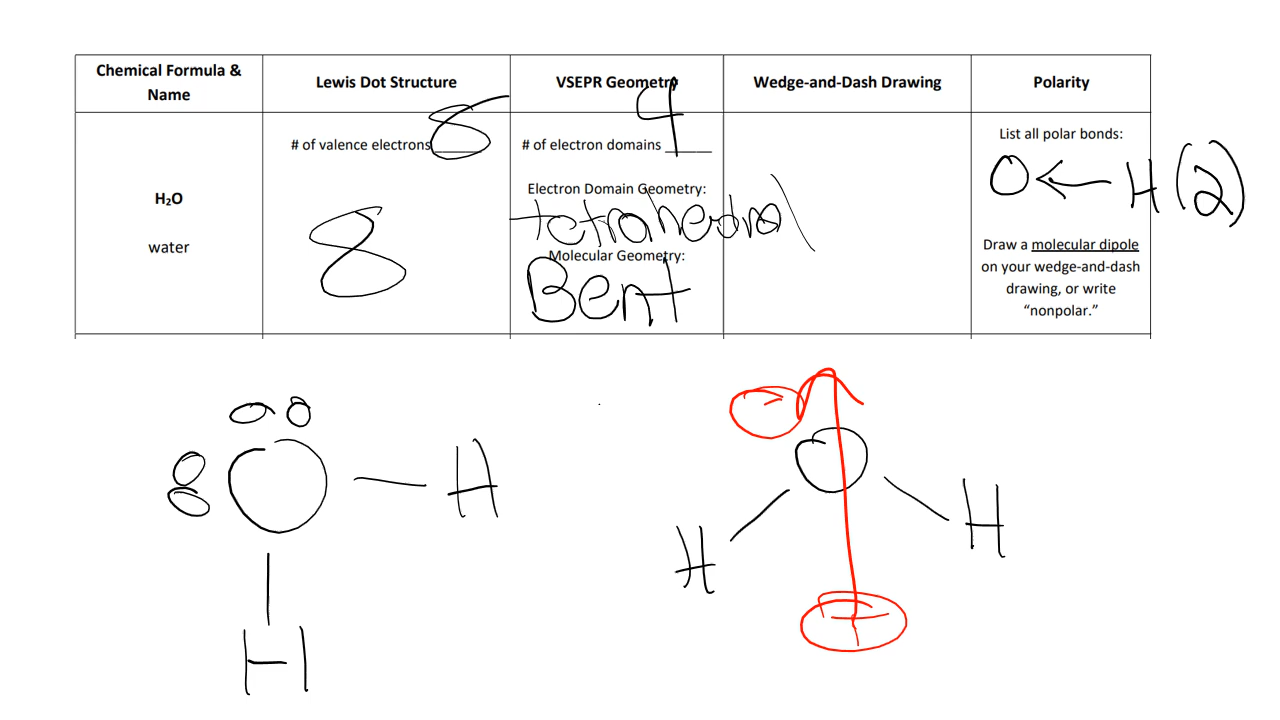 Chemical Formula & Name
Lewis Dot Structure
VSEPR Geometry
Wedge-and-Dash Drawing
Polarity
H₂O
water
# of valence electrons 8
8
# of electron domains ____ 4
Electron Domain Geometry:
tetrahedral
Molecular Geometry:
Bent
List all polar bonds:
O ← H (2)
Draw a molecular dipole
on your wedge-and-dash
drawing, or write
“nonpolar.”
O — H
H
-
O
H H
+